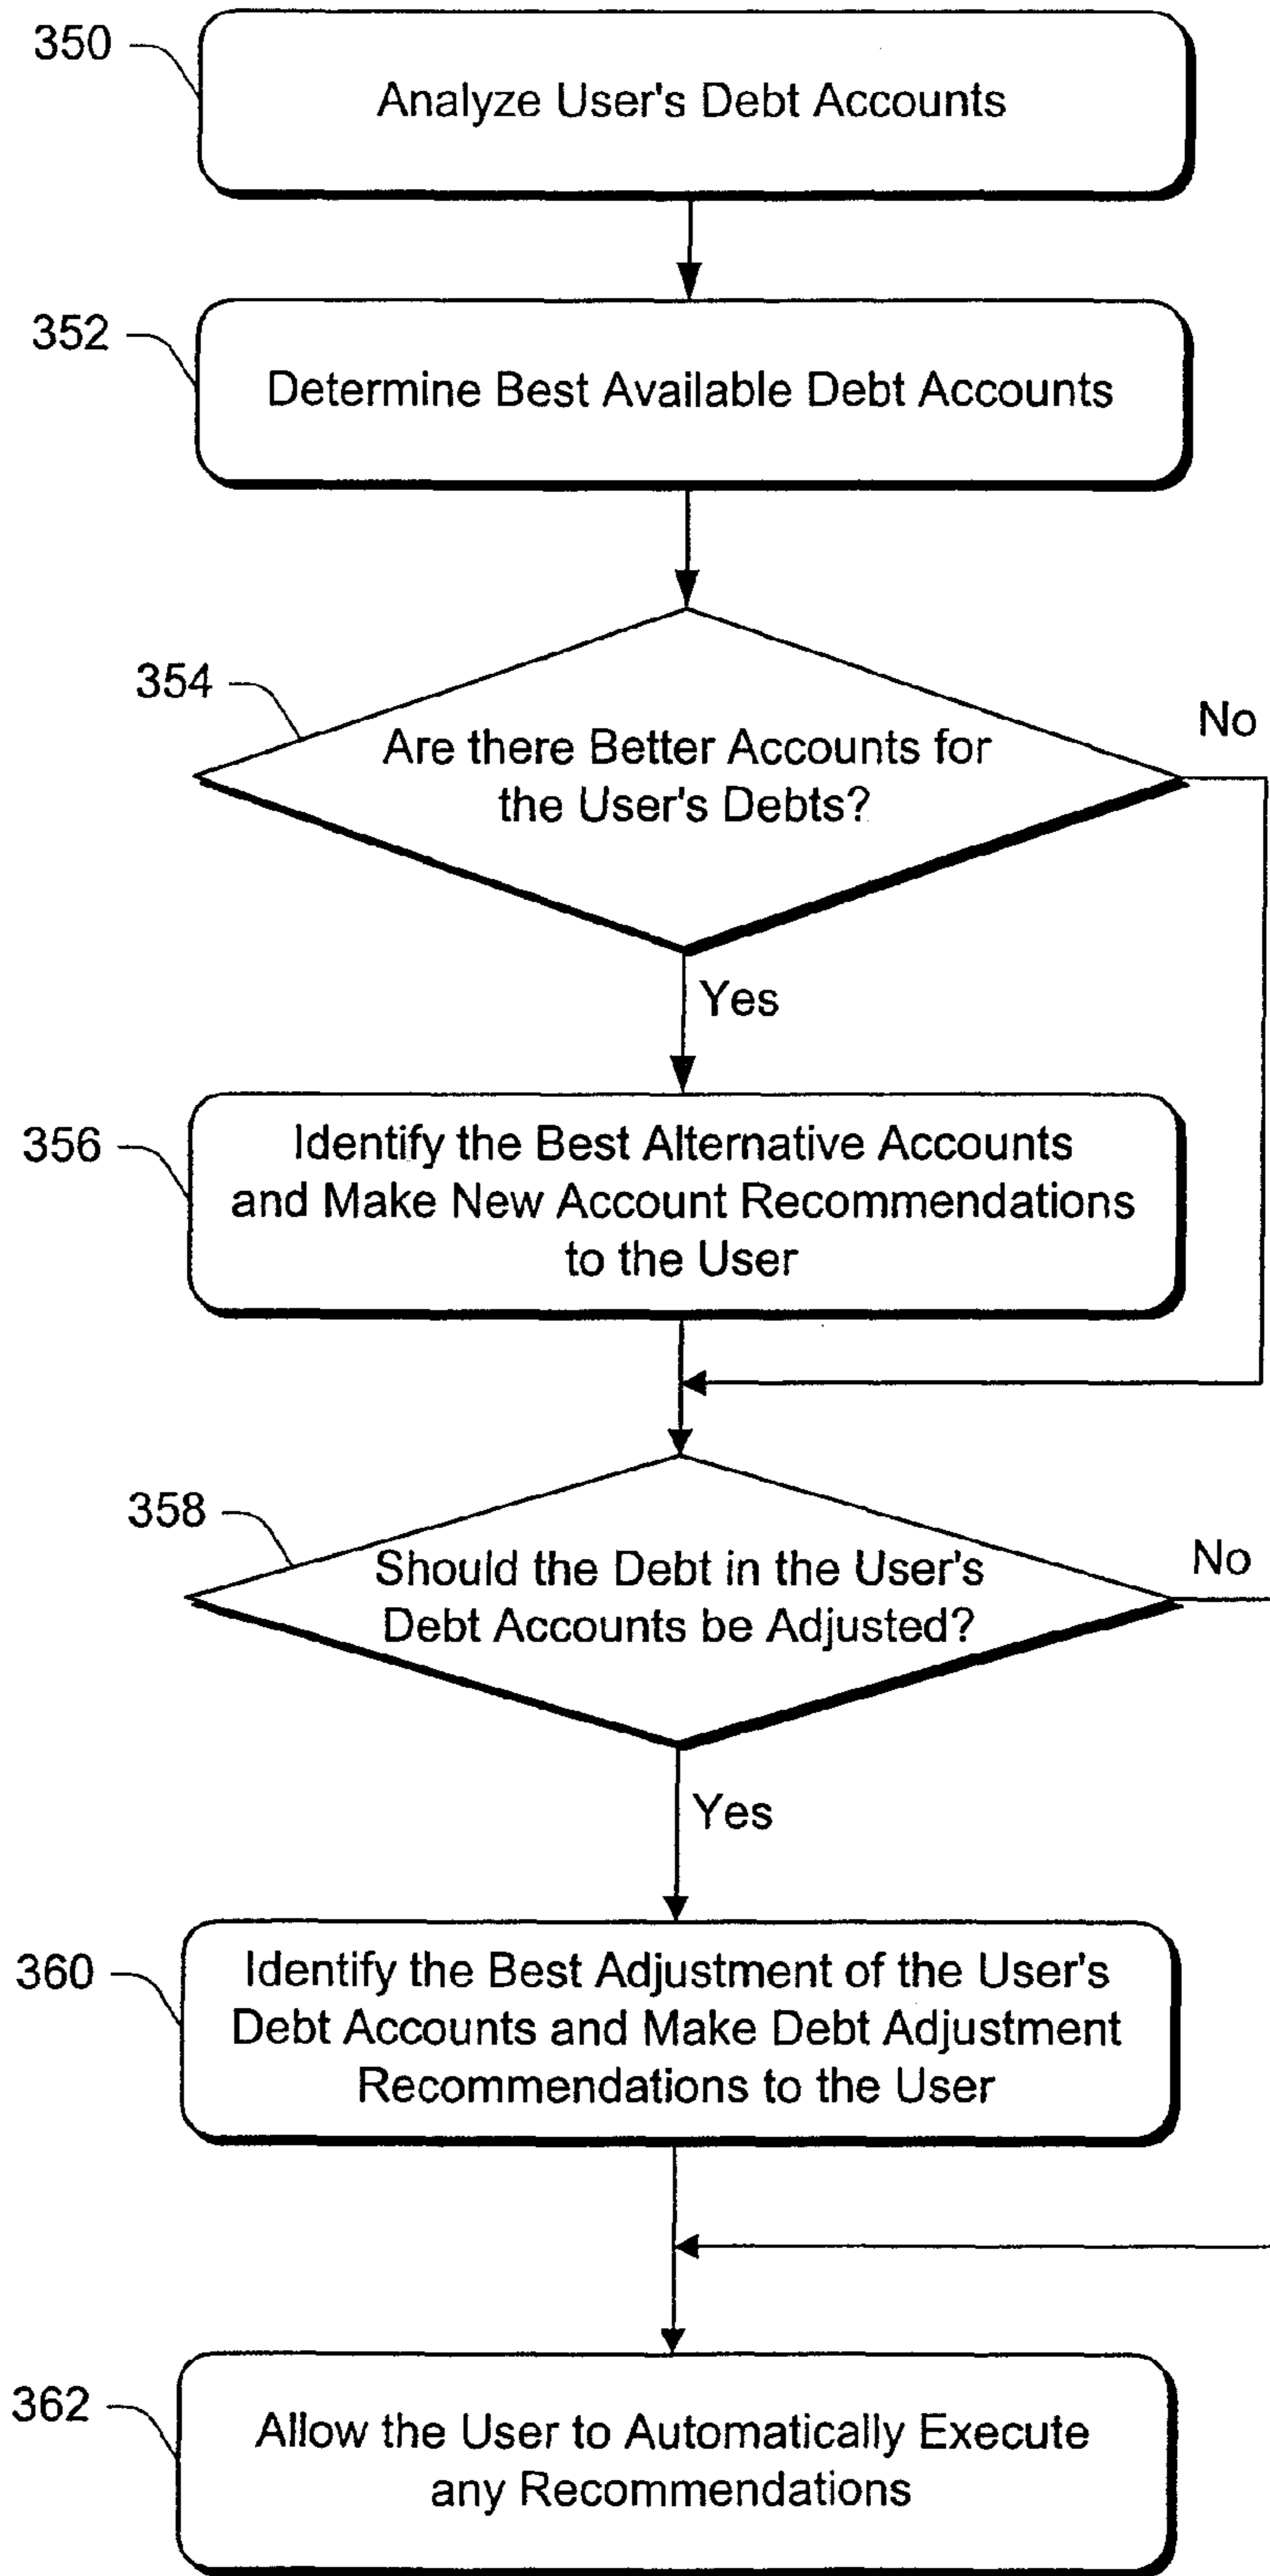 350
Analyze User's Debt Accounts
352
Determine Best Available Debt Accounts
354
No
Are there Better Accounts for
the User's Debts?
Yes
356
Identify the Best Alternative Accounts
and Make New Account Recommendations
to the User
358
No
Should the Debt in the User's
Debt Accounts be Adjusted?
Yes
360
Identify the Best Adjustment of the User's
Debt Accounts and Make Debt Adjustment
Recommendations to the User
362
Allow the User to Automatically Execute
any Recommendations